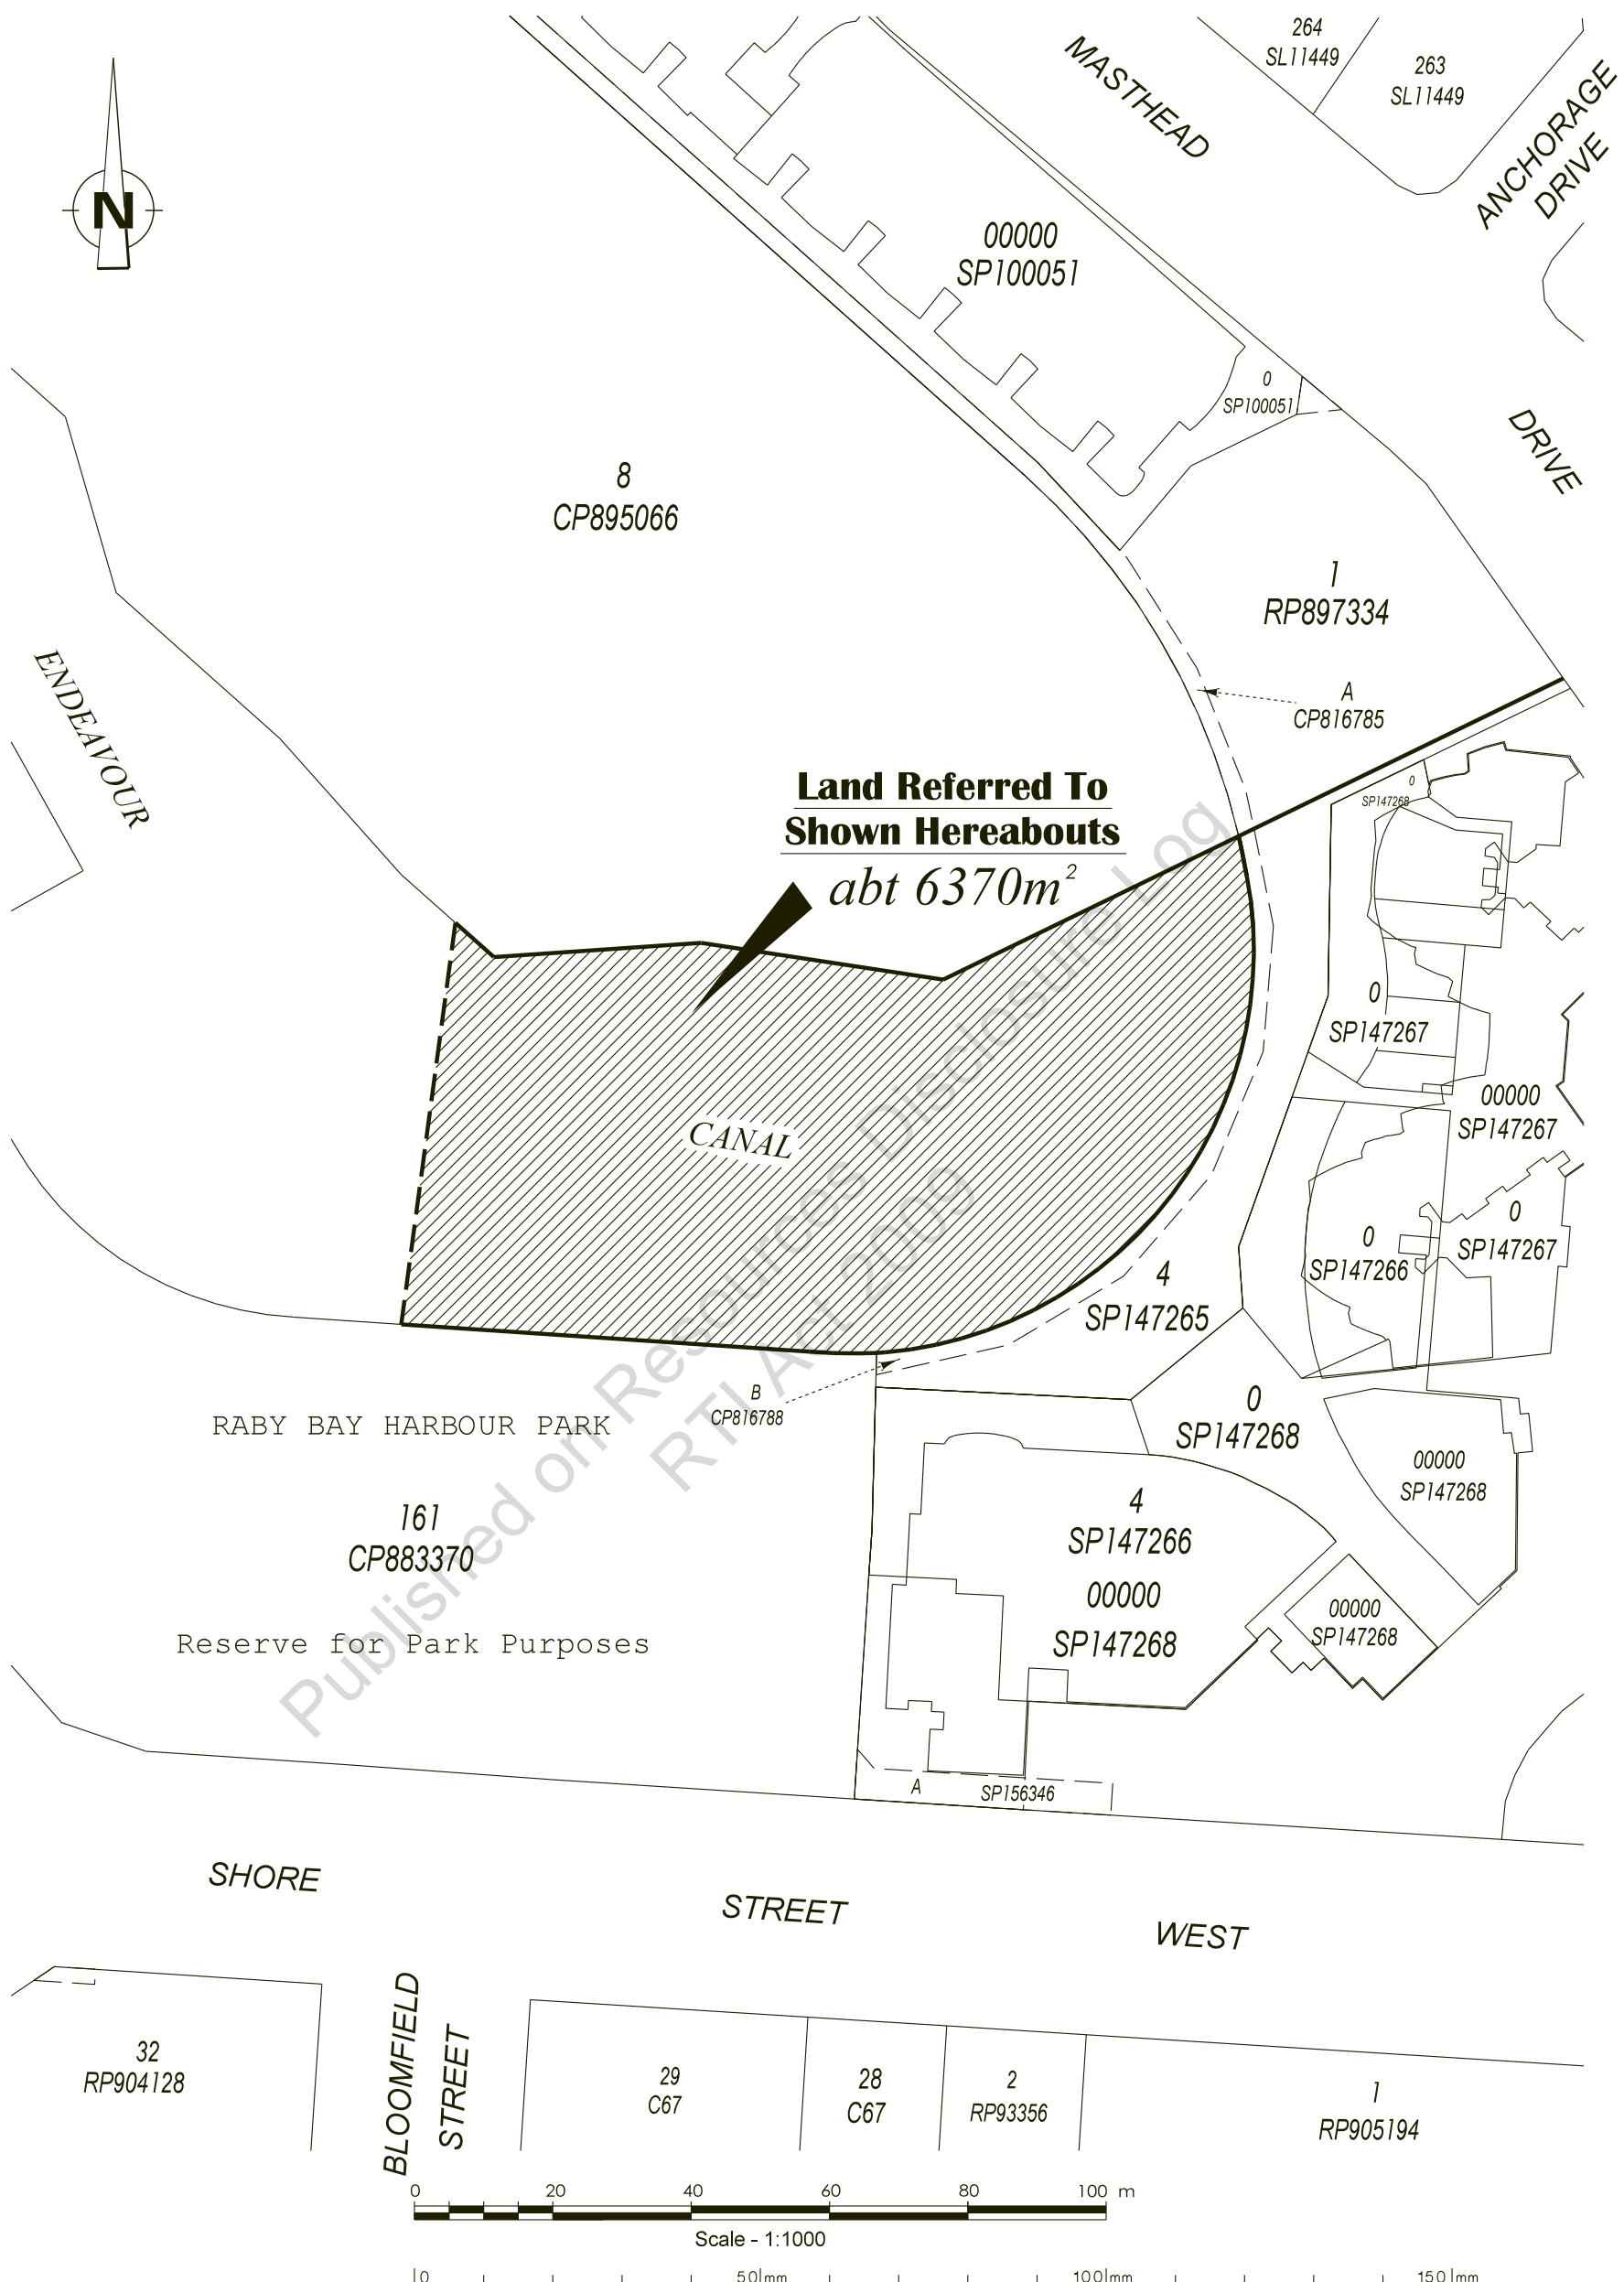 264
SL11449
263
SL11449
MASTHEAD
ANCHORAGE
DRIVE
N
00000
SP100051
0
SP100051
DRIVE
8
CP895066
1
RP897334
ENDEAVOUR
A
CP816785
Land Referred To
Shown Hereabouts
abt 6370m²
0
SP147268
0
SP147267
00000
SP147267
CANAL
0
SP147266
0
SP147267
4
SP147265
B
CP816788
RABY BAY HARBOUR PARK
0
SP147268
00000
SP147268
161
CP883370
4
SP147266
00000
SP147268
00000
SP147268
Reserve for Park Purposes
Published on Resources Disclosure Log
RTI Act 2009
A
SP156346
SHORE
STREET
WEST
BLOOMFIELD
STREET
32
RP904128
29
C67
28
C67
2
RP93356
1
RP905194
0 20 40 60 80 100 m
Scale - 1:1000
0 50 mm 100 mm 150 mm